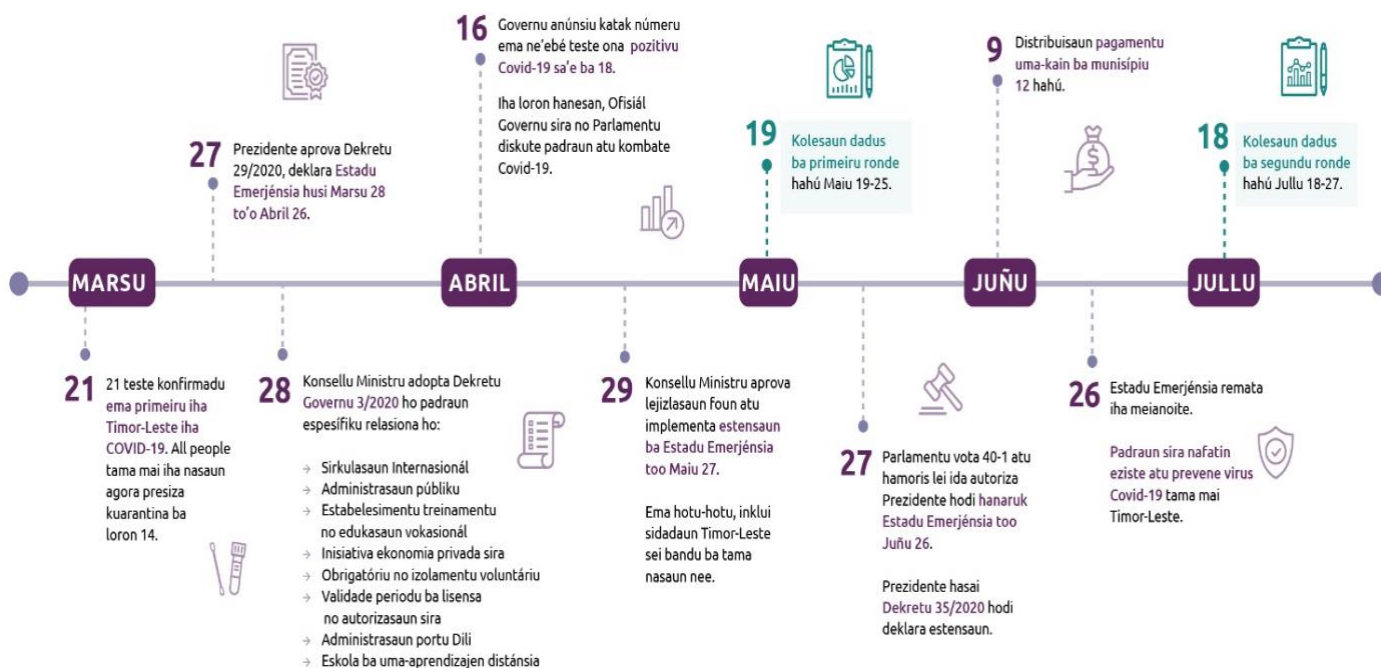 27
Prezidente aprova Dekretu
29/2020, deklara Estadu
Emerjénsia husi Marsu 28
to'o Abril 26.
16
Governu anúnsiu katak númeru
ema ne'ebé teste ona pozitivu
Covid-19 sa'e ba 18.
Iha loron hanesan, Ofisiál
Governu sira no Parlamentu
diskute padraun atu kombate
Covid-19.
19
Kolesaun dadus
ba primeiru ronde
hahú Maiu 19-25.
9
Distribuisaun pagamentu
uma-kain ba munisípiu
12 hahú.
18
Kolesaun dadus
ba segundu ronde
hahú Jullu 18-27.
MARSU
ABRIL
MAIU
JUÑU
JULLU
21
21 teste konfirmadu
ema primeiru iha
Timor-Leste iha
COVID-19. All people
tama mai iha nasaun
agora presiza
kuarantina ba
loron 14.
28
Konsellu Ministru adopta Dekretu
Governu 3/2020 ho padraun
espesífiku relasiona ho:
→ Sirkulasaun Internasionál
→ Administrasaun públiku
→ Estabelesimentu treinamentu
no edukasaun vokasionál
→ Inisiativa ekonomia privada sira
→ Obrigatóriu no izolamentu voluntáriu
→ Validade periodu ba lisensa
no autorizasaun sira
→ Administrasaun portu Dili
→ Eskola ba uma-aprendizajen distánsia
29
Konsellu Ministru aprova
lejizlasaun foun atu
implementa estensaun
ba Estadu Emerjénsia
too Maiu 27.
Ema hotu-hotu, inklui
sidadaun Timor-Leste
sei bandu ba tama
nasaun nee.
27
Parlamentu vota 40-1 atu
hamoris lei ida autoriza
Prezidente hodi hanaruk
Estadu Emerjénsia too
Juñu 26.
Prezidente hasai
Dekretu 35/2020 hodi
deklara estensaun.
26
Estadu Emerjénsia remata
iha meianoite.
Padraun sira nafatin
eziste atu prevene virus
Covid-19 tama mai
Timor-Leste.